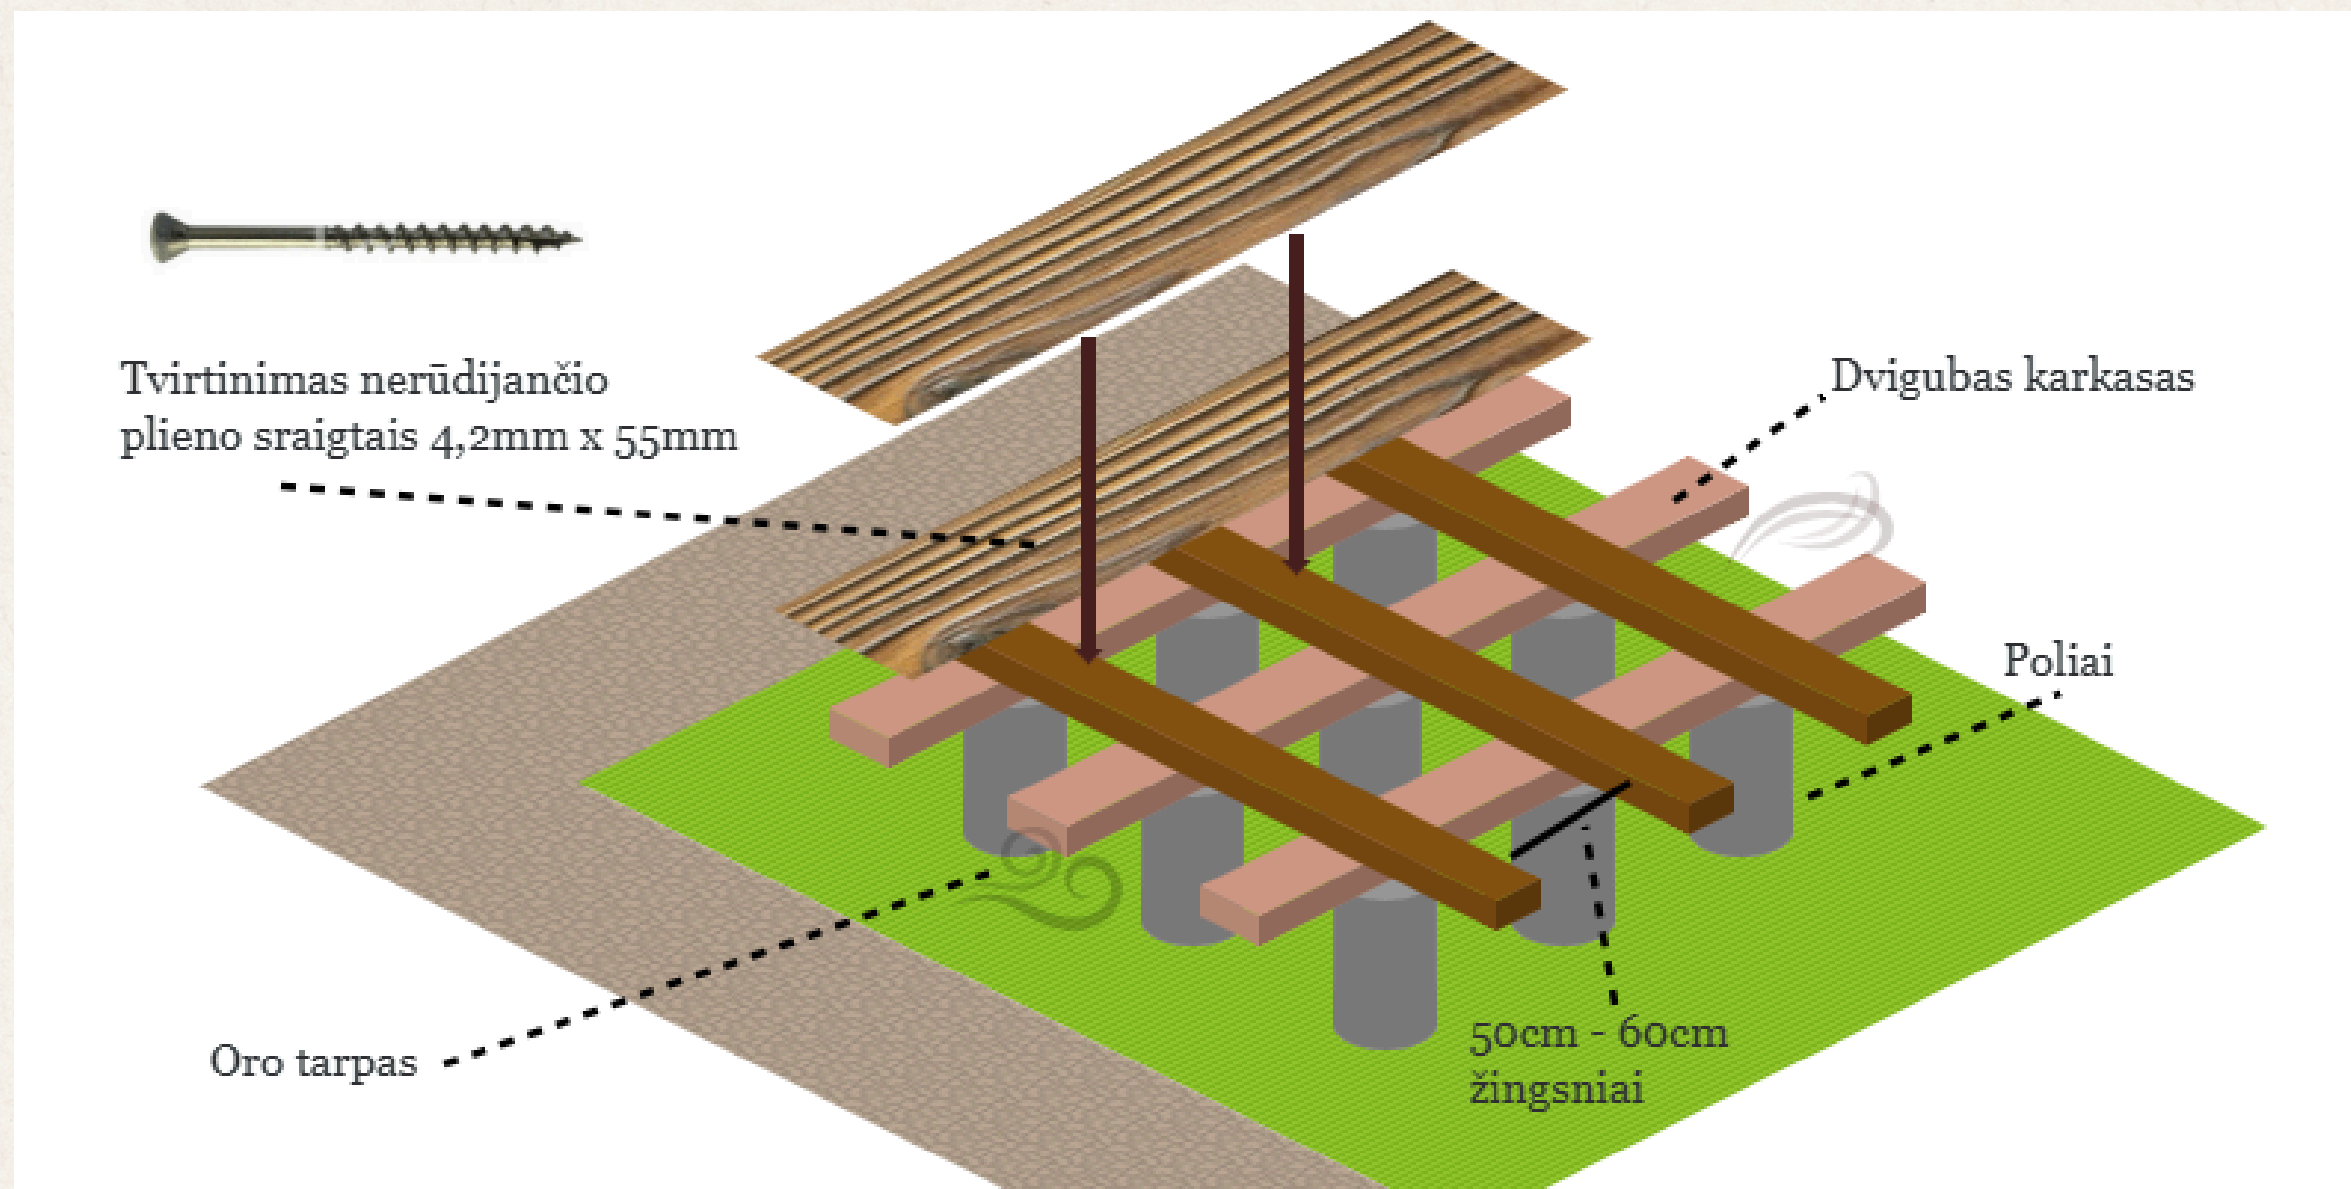 Tvirtinimas nerūdijančio
plieno sraigtais 4,2mm x 55mm
Dvigubas karkasas
Poliai
50cm - 60cm
žingsniai
Oro tarpas